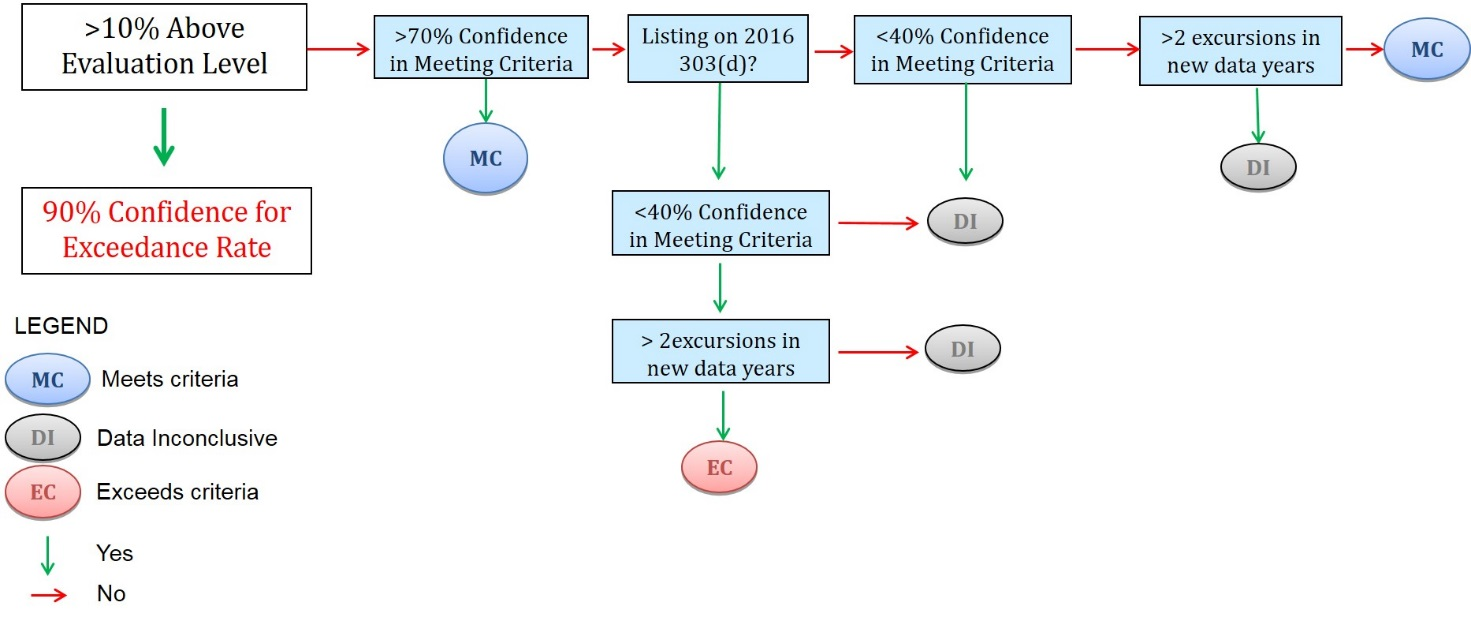 >10% Above
Evaluation Level
>70% Confidence
in Meeting Criteria
Listing on 2016
303(d)?
<40% Confidence
in Meeting Criteria
>2 excursions in
new data years
MC
MC
DI
90% Confidence for
Exceedance Rate
<40% Confidence
in Meeting Criteria
DI
> 2excursions in
new data years
DI
EC
LEGEND
MC Meets criteria
DI Data Inconclusive
EC Exceeds criteria
Yes
No